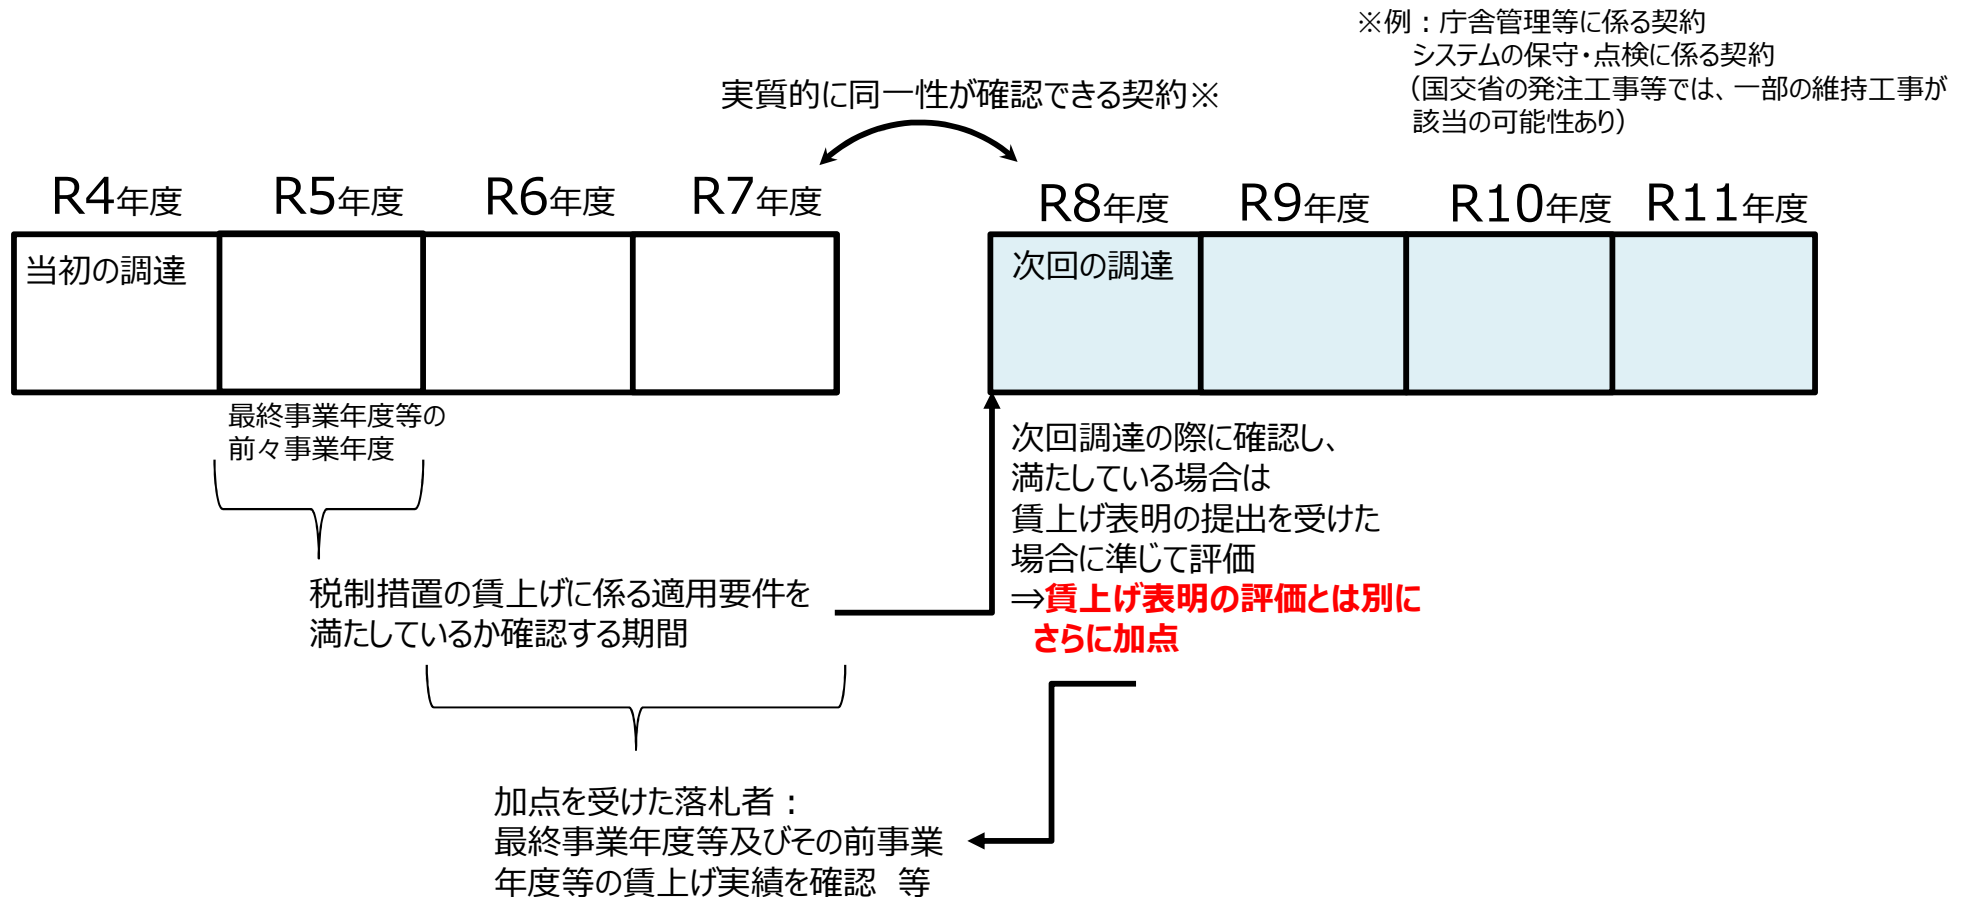 ※例：庁舎管理等に係る契約
システムの保守・点検に係る契約
（国交省の発注工事等では、一部の維持工事が
該当の可能性あり）
実質的に同一性が確認できる契約※
R4年度 R5年度 R6年度 R7年度 R8年度 R9年度 R10年度 R11年度
当初の調達
次回の調達
最終事業年度等の
前々事業年度
次回調達の際に確認し、
満たしている場合は
賃上げ表明の提出を受けた
場合に準じて評価
⇒賃上げ表明の評価とは別に
さらに加点
税制措置の賃上げに係る適用要件を
満たしているか確認する期間
加点を受けた落札者：
最終事業年度等及びその前事業
年度等の賃上げ実績を確認　等